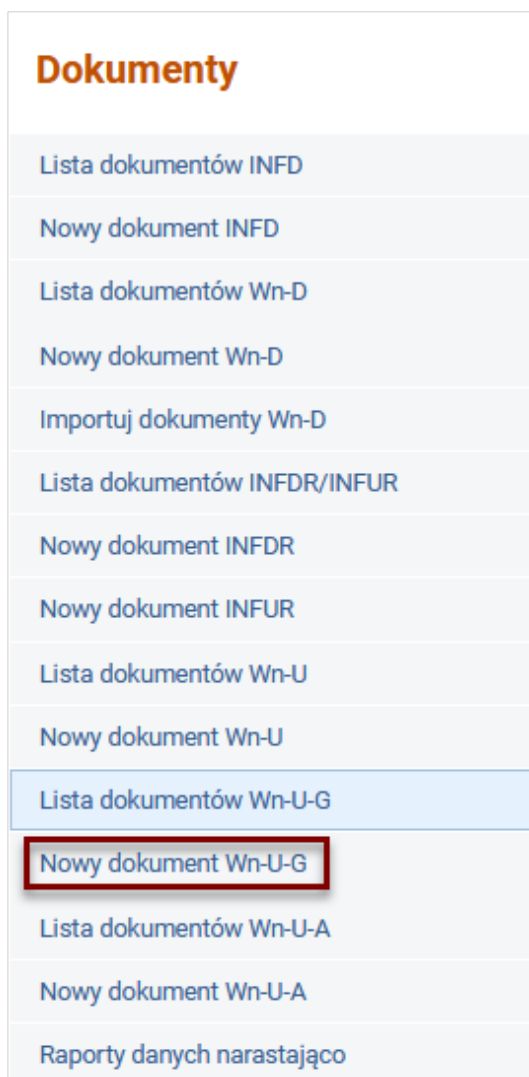 Dokumenty
Lista dokumentów INFD
Nowy dokument INFD
Lista dokumentów Wn-D
Nowy dokument Wn-D
Importuj dokumenty Wn-D
Lista dokumentów INFDR/INFUR
Nowy dokument INFDR
Nowy dokument INFUR
Lista dokumentów Wn-U
Nowy dokument Wn-U
Lista dokumentów Wn-U-G
Nowy dokument Wn-U-G
Lista dokumentów Wn-U-A
Nowy dokument Wn-U-A
Raporty danych narastająco